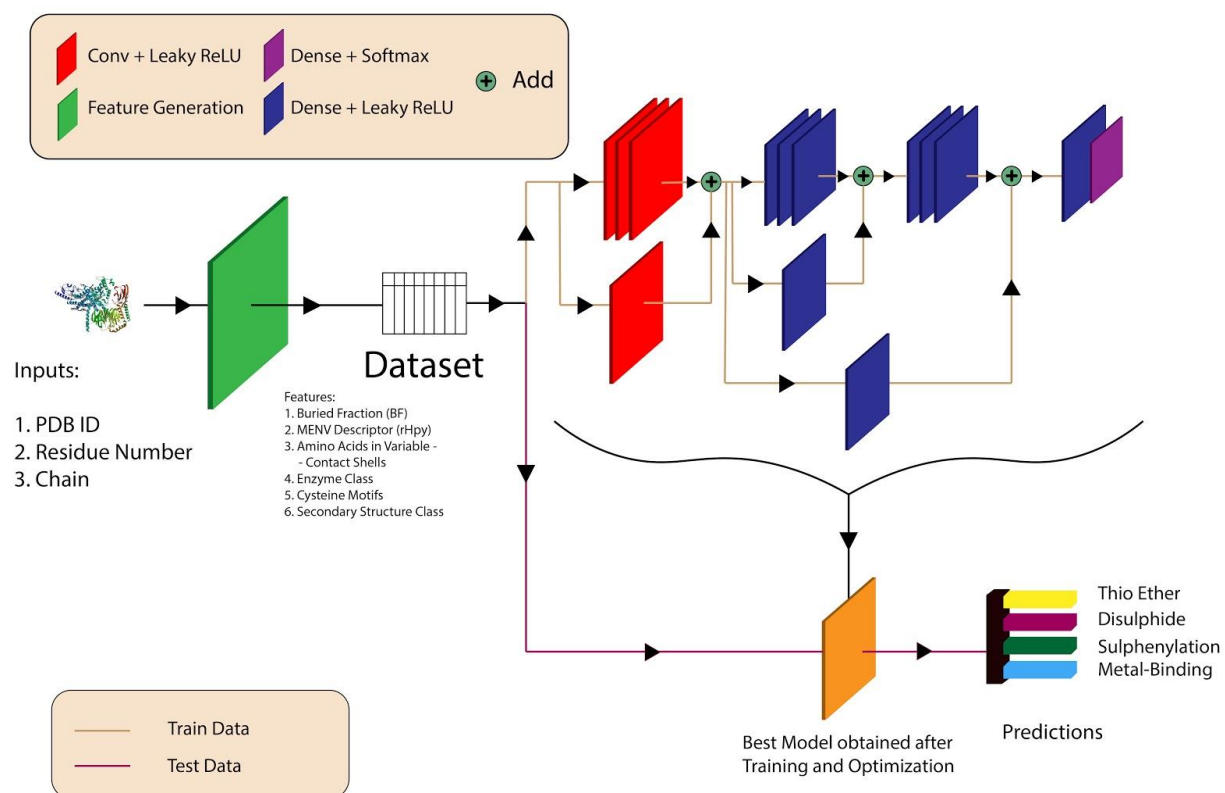 Conv + Leaky ReLU
Dense + Softmax
Add
Feature Generation
Dense + Leaky ReLU
Inputs:
1. PDB ID
2. Residue Number
3. Chain
Dataset
Features:
1. Buried Fraction (BF)
2. MENV Descriptor (rHpy)
3. Amino Acids in Variable -
- Contact Shells
4. Enzyme Class
5. Cysteine Motifs
6. Secondary Structure Class
Thio Ether
Disulphide
Sulphenylation
Metal-Binding
Predictions
Best Model obtained after
Training and Optimization
Train Data
Test Data